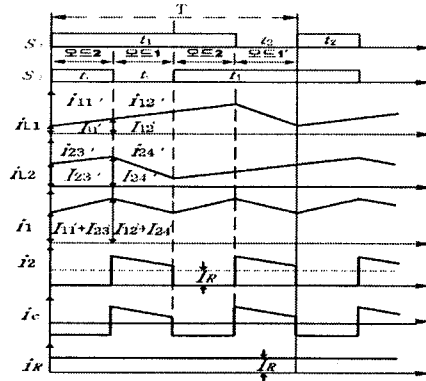 T
S t₁ t₂ t₂
모드2 모드1 모드2 모드1'
S t. t. t₁
i₁₁' i₁₂'
iL1
I₁₁' I₁₂'
i₂₃' i₂₄'
iL2
I₂₃' I₂₄
i₁ I₁₁'+I₂₃ I₁₂'+I₂₄
i₂ IR
ic
iR IR